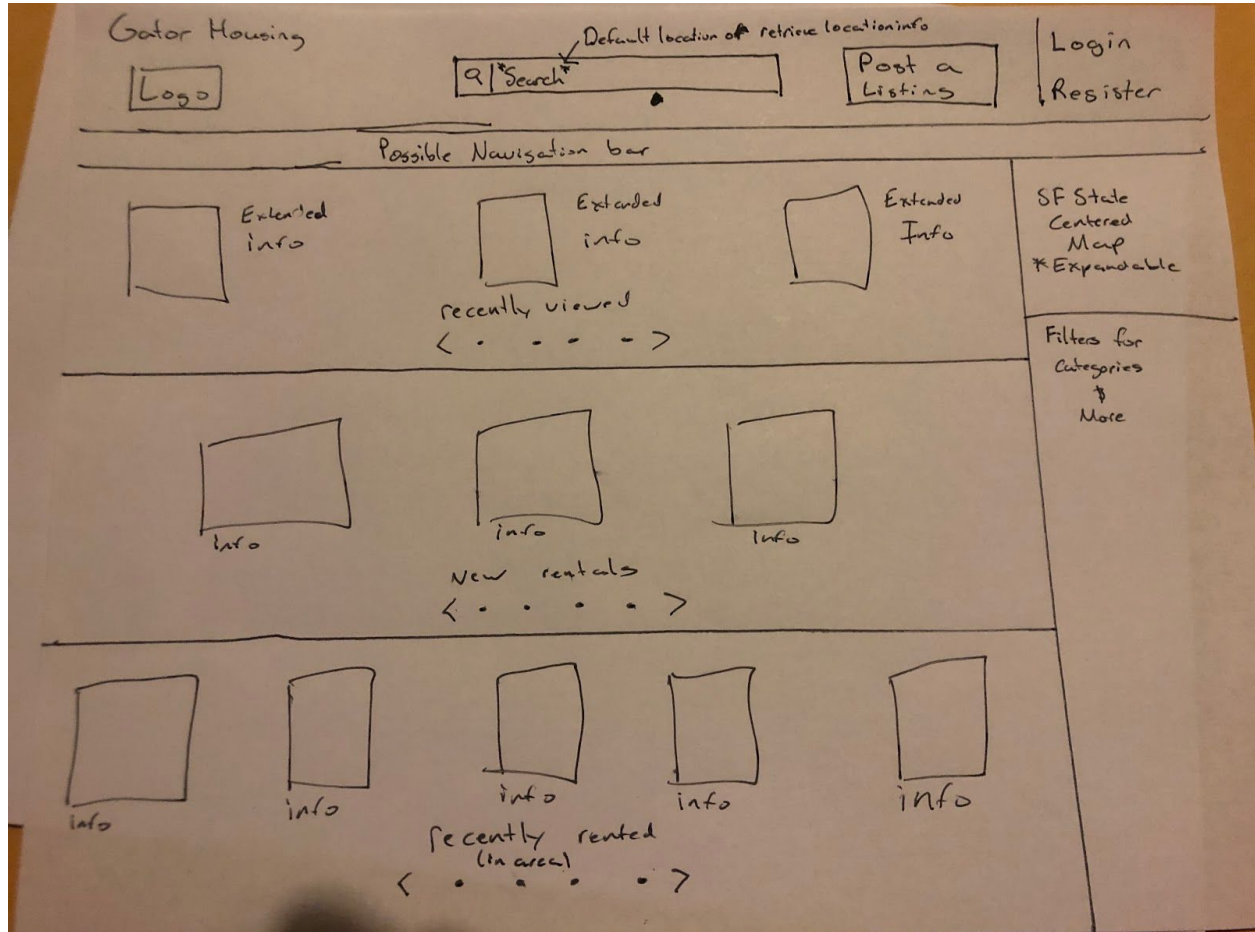 Gator Housing
Logo
Default location of retrieve location info
*Search*
Post a
Listing
Login
Register
Possible Navigation bar
Extended
info
Extended
info
Extended
Info
recently viewed
SF State
Centered
Map
*Expandable
Filters for
Categories
$
More
info
info
info
New rentals
info
info
info
info
info
recently rented
(in area)